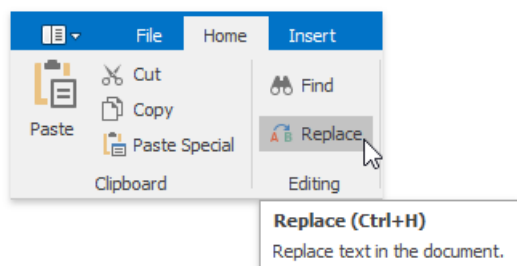 File Home Insert
Paste
Cut
Copy
Paste Special
Clipboard
Find
A B Replace
Editing
Replace (Ctrl+H)
Replace text in the document.